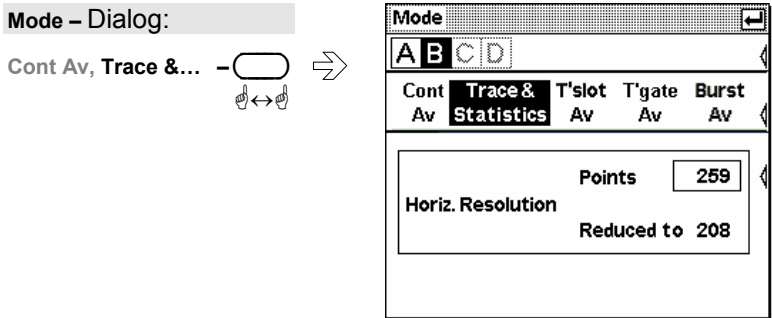 Mode – Dialog:
Cont Av, Trace &... –
Mode
A B C D
Cont Trace & T'slot T'gate Burst
Av Statistics Av Av Av
Points 259
Horiz. Resolution
Reduced to 208